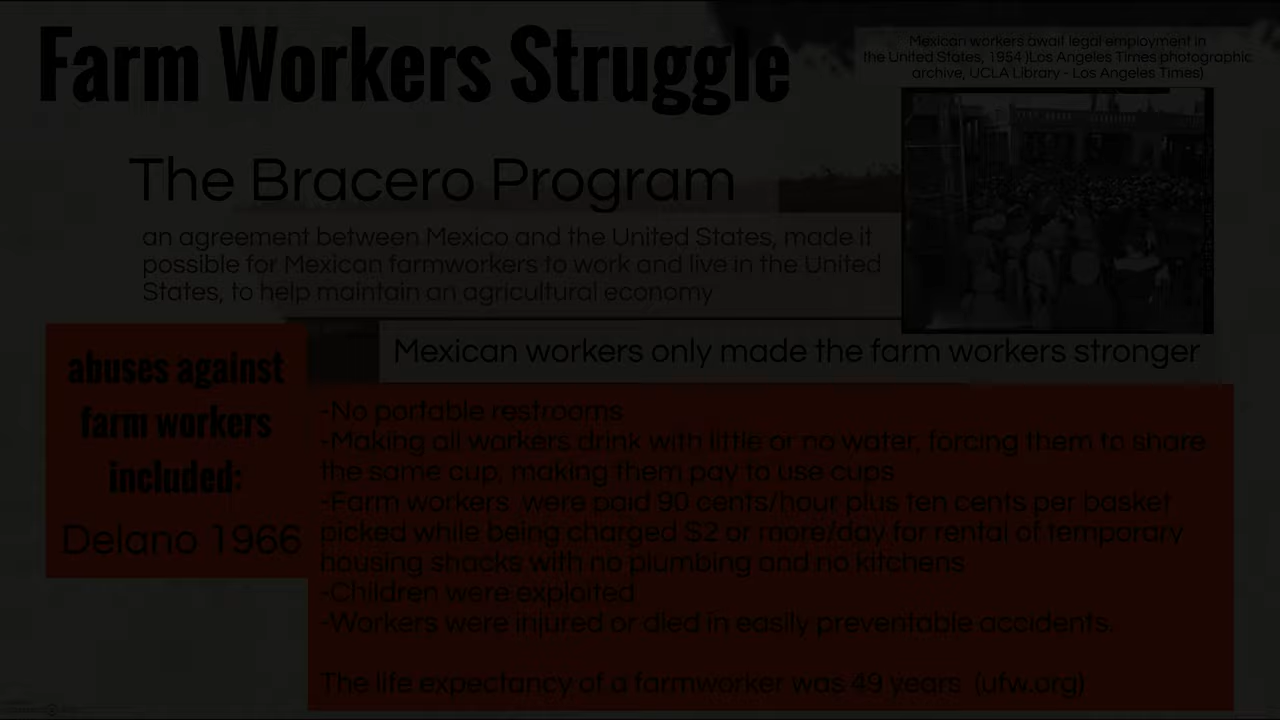 Farm Workers Struggle
Mexican workers await legal employment in
the United States, 1954 )Los Angeles Times photographic
archive, UCLA Library - Los Angeles Times)
The Bracero Program
an agreement between Mexico and the United States, made it
possible for Mexican farmworkers to work and live in the United
States, to help maintain an agricultural economy
Mexican workers only made the farm workers stronger
abuses against
farm workers
included:
Delano 1966
-No portable restrooms
-Making all workers drink with little or no water, forcing them to share
the same cup, making them pay to use cups
-Farm workers were paid 90 cents/hour plus ten cents per basket
picked while being charged $2 or more/day for rental of temporary
housing shacks with no plumbing and no kitchens
-Children were exploited
-Workers were injured or died in easily preventable accidents.
The life expectancy of a farmworker was 49 years (ufw.org)